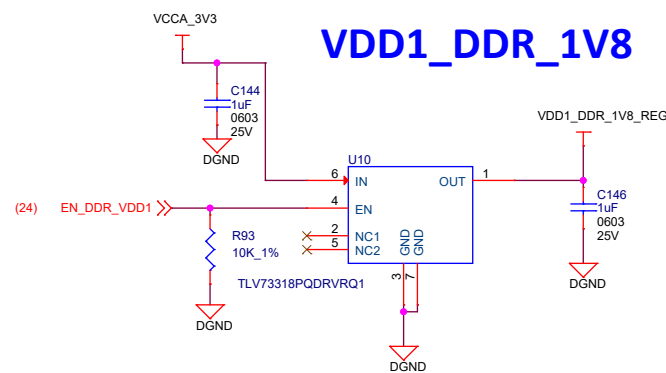 VCCA_3V3
VDD1_DDR_1V8
C144
1uF
0603
25V
DGND
VDD1_DDR_1V8_REG
U10
6
IN
OUT
1
(24)
EN_DDR_VDD1
4
EN
C146
1uF
0603
25V
R93
10K_1%
2
NC1
5
NC2
GND
GND
TLV73318PQDRVRQ1
3
7
DGND
DGND
DGND